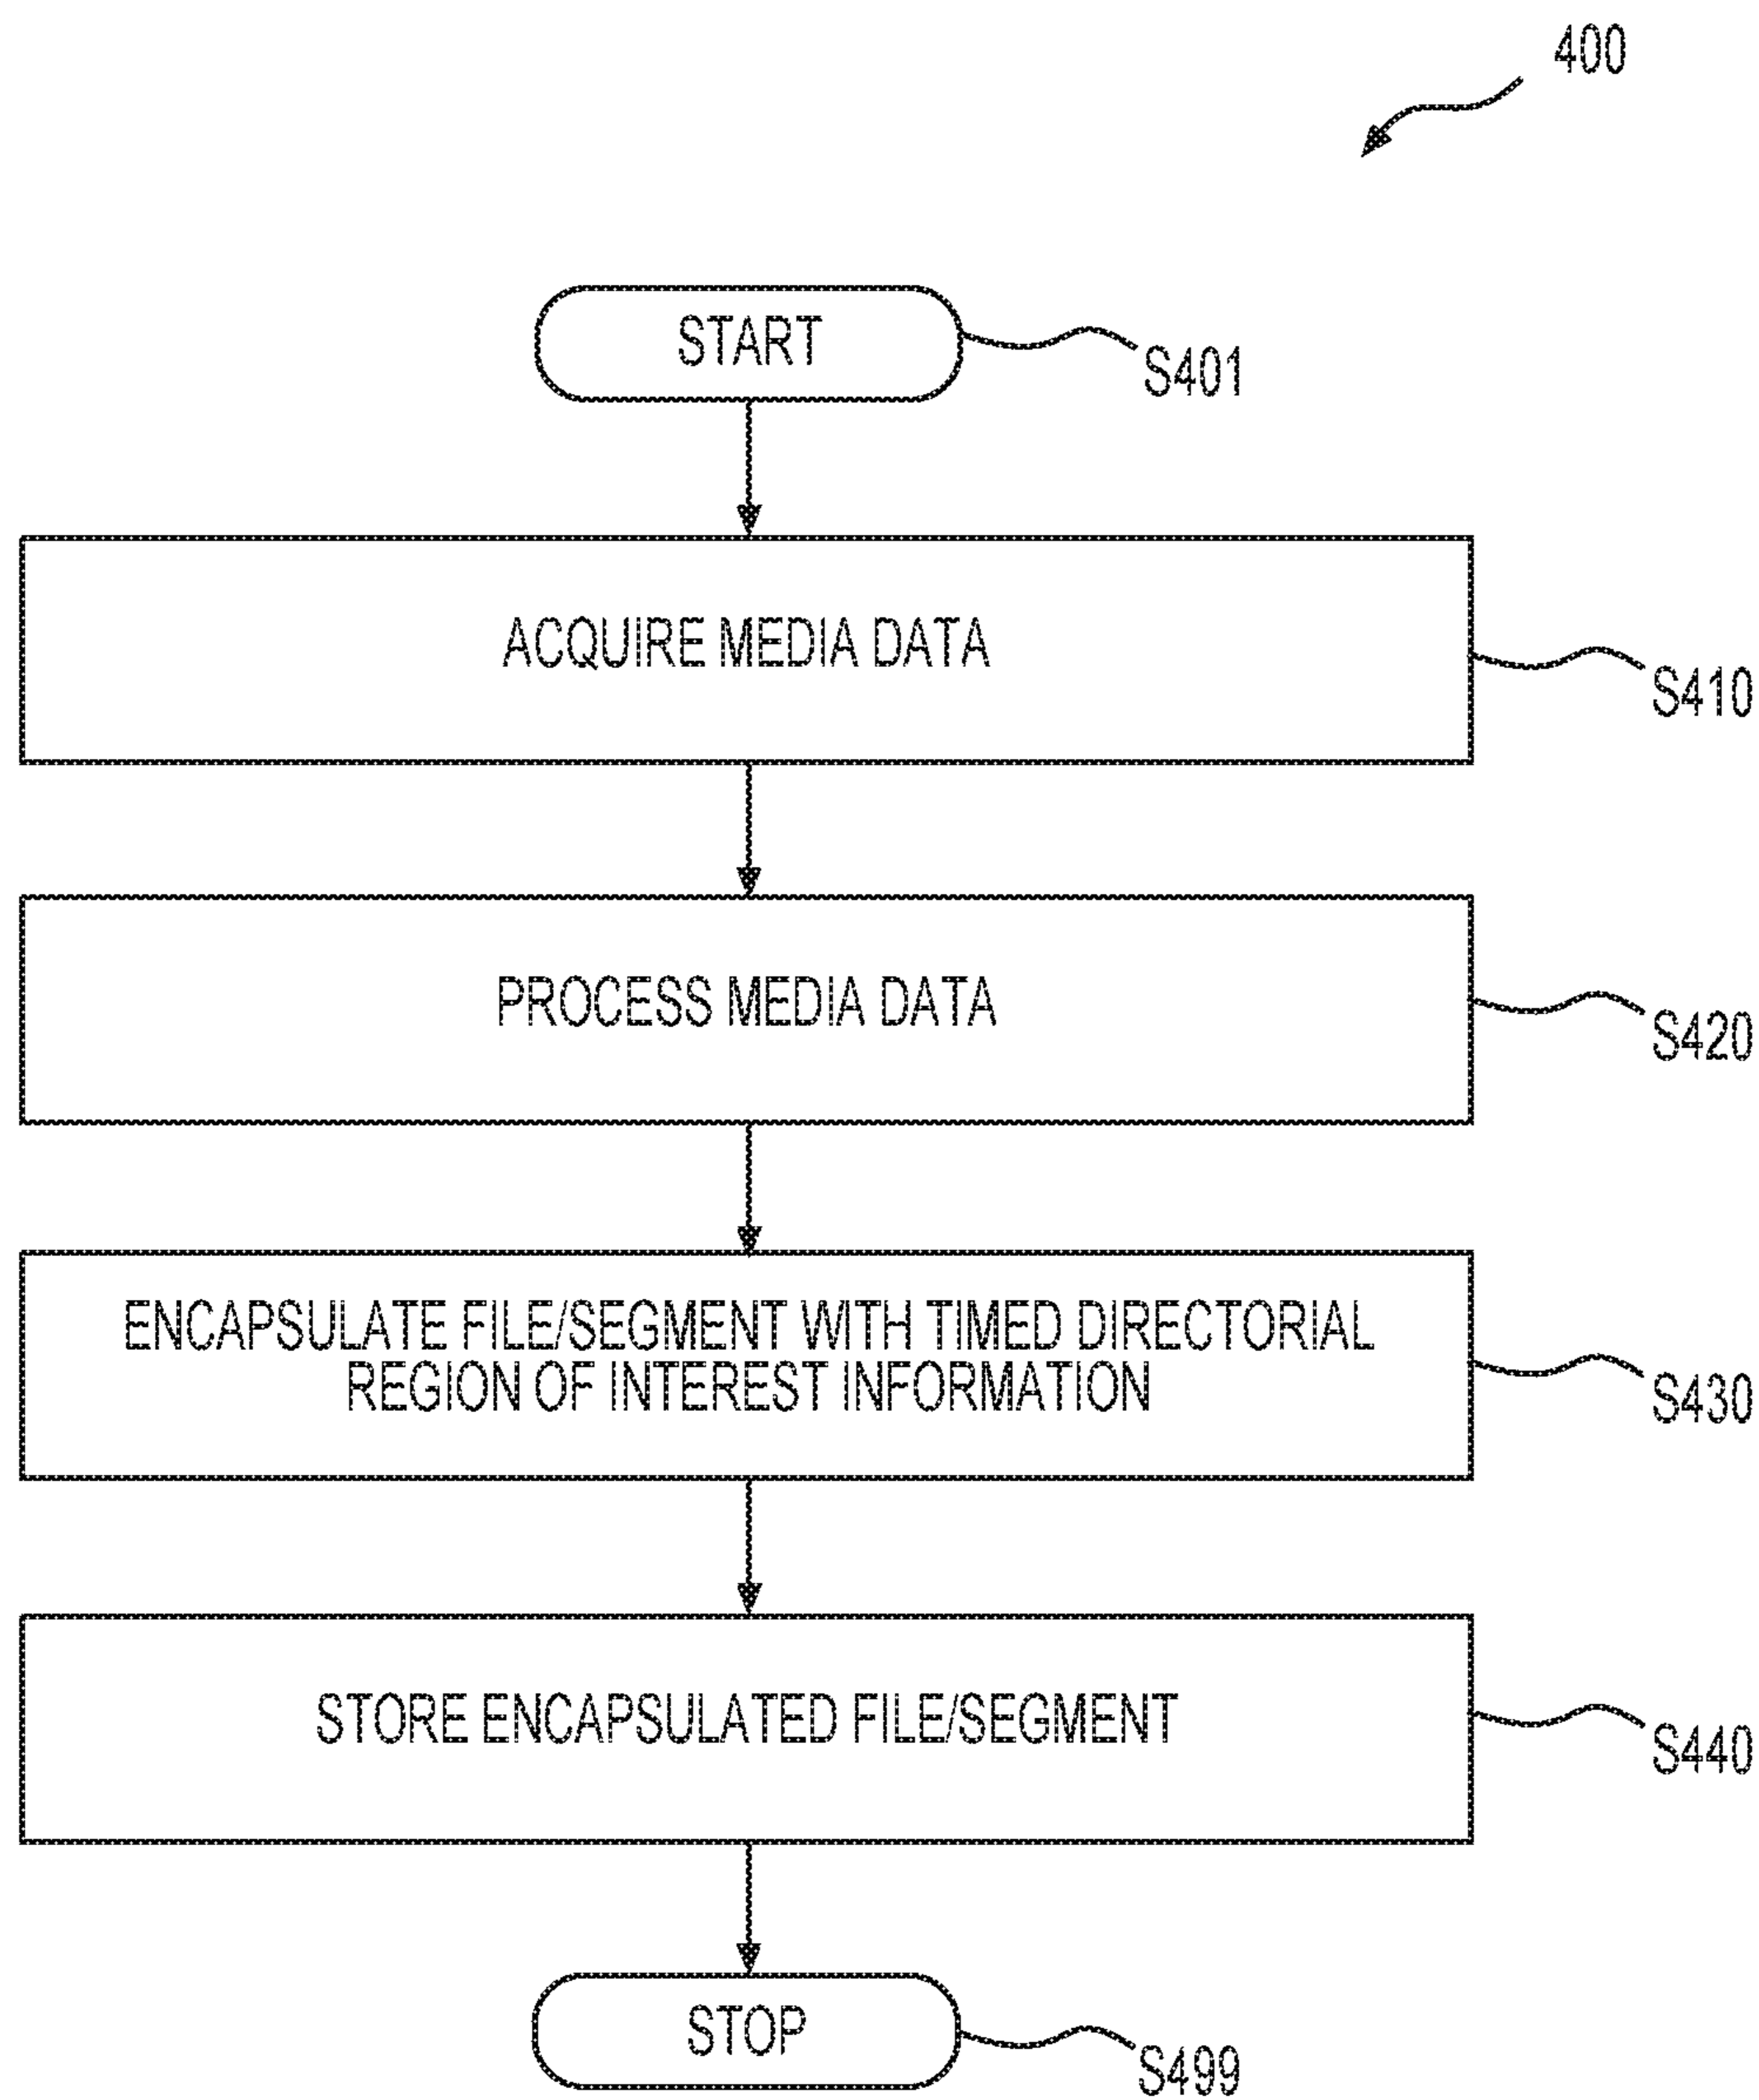 400
START
S401
ACQUIRE MEDIA DATA
S410
PROCESS MEDIA DATA
S420
ENCAPSULATE FILE/SEGMENT WITH TIMED DIRECTORIAL
REGION OF INTEREST INFORMATION
S430
STORE ENCAPSULATED FILE/SEGMENT
S440
STOP
S499